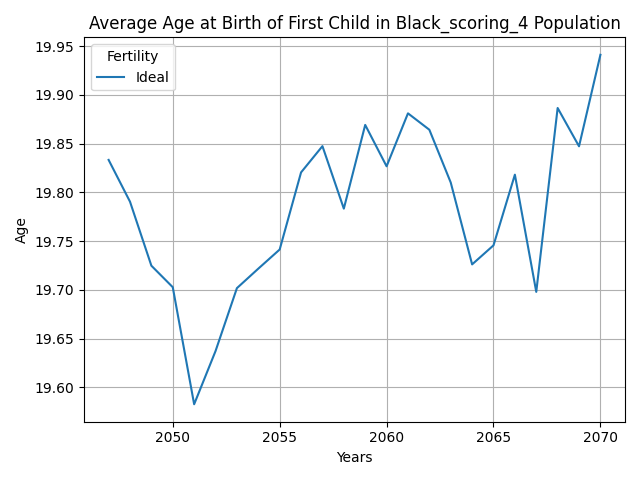 Average Age at Birth of First Child in Black_scoring_4 Population
Fertility
Ideal
19.95
19.90
19.85
19.80
19.75
19.70
19.65
19.60
Age
2050 2055 2060 2065 2070
Years